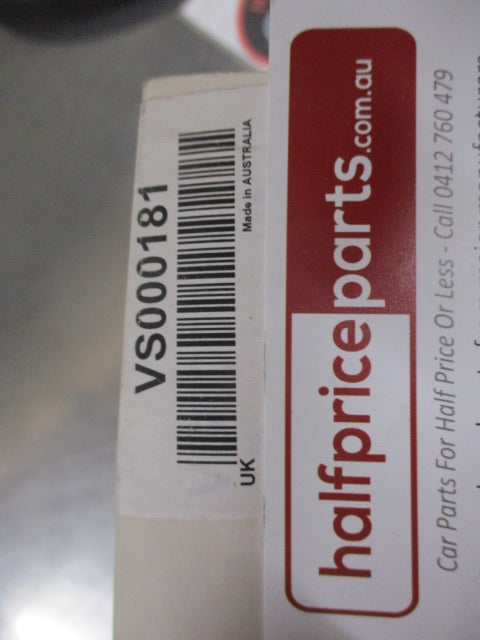 VS000181
Made in AUSTRALIA
UK
halfpriceparts.com.au
Car Parts For Half Price Or Less - Call 0412 760 479